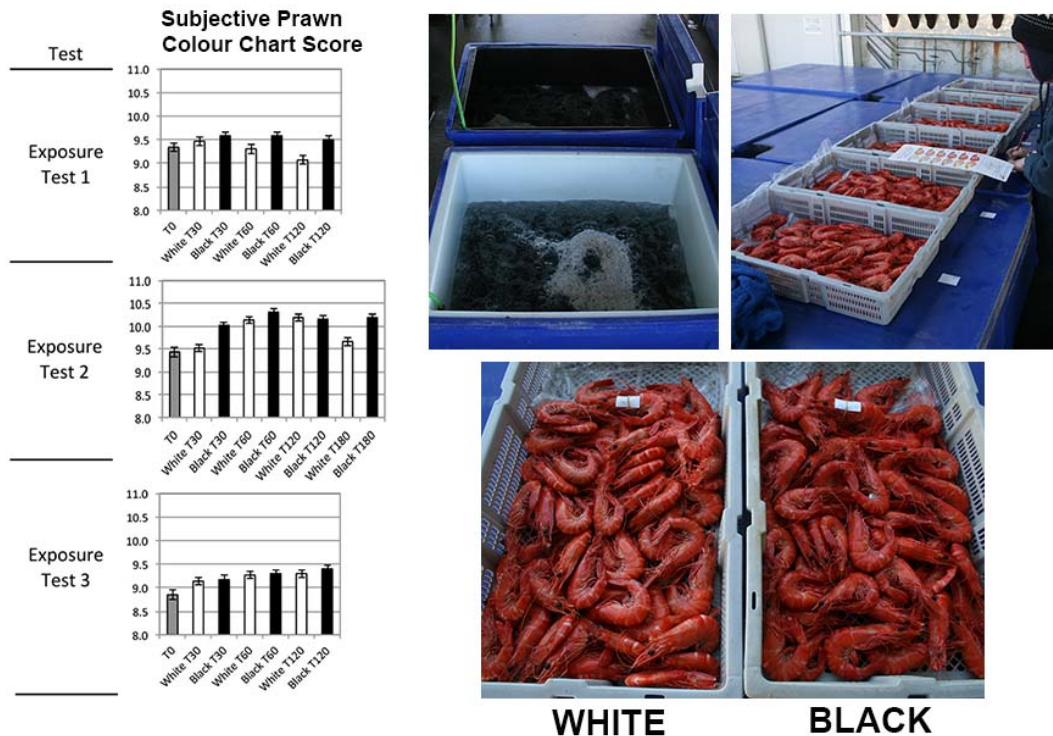 Subjective Prawn
Colour Chart Score
Test
Exposure
Test 1
11.0
10.5
10.0
9.5
9.0
8.5
8.0
T0
White T30
Black T30
White T60
Black T60
White T120
Black T120
Exposure
Test 2
11.0
10.5
10.0
9.5
9.0
8.5
8.0
T0
White T30
Black T30
White T60
Black T60
White T120
Black T120
White T180
Black T180
Exposure
Test 3
11.0
10.5
10.0
9.5
9.0
8.5
8.0
T0
White T30
Black T30
White T60
Black T60
White T120
Black T120
WHITE
BLACK